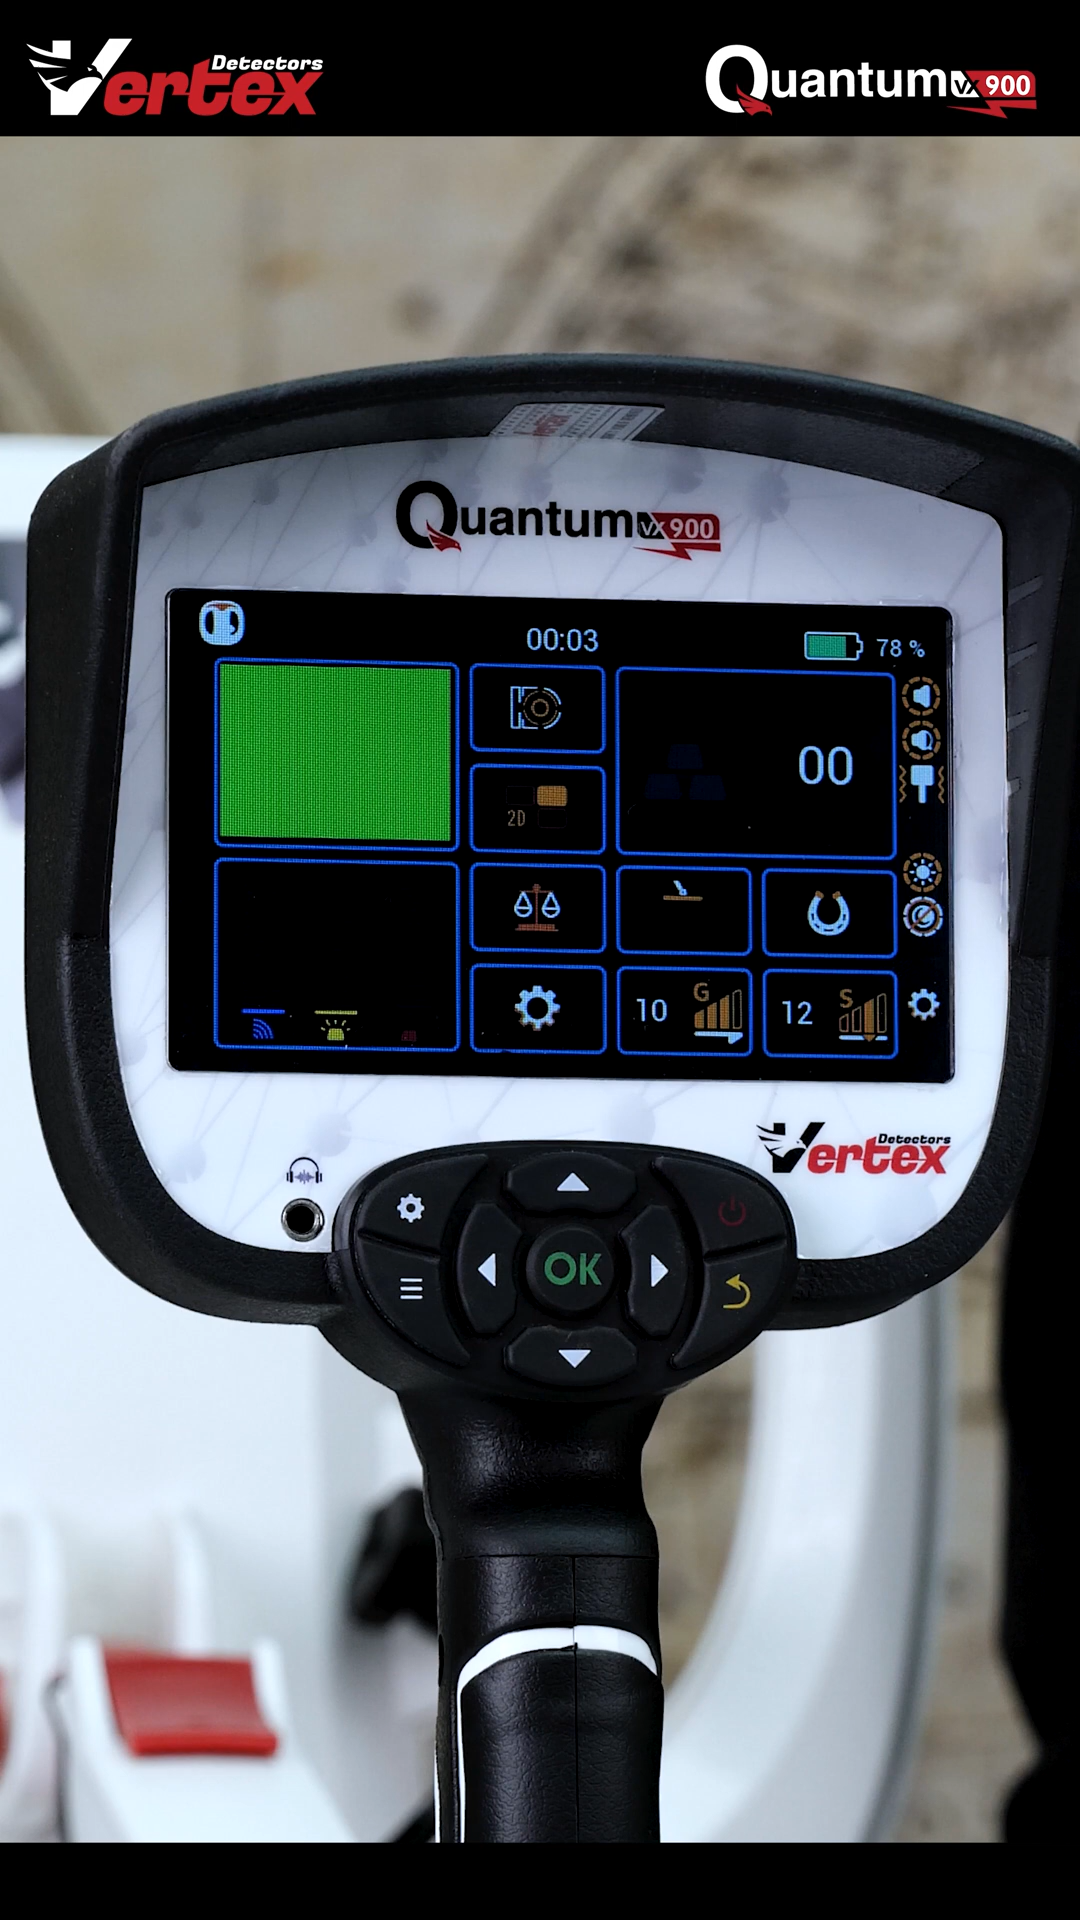 Vertex Detectors
Quantum VX 900
Quantum VX 900
00:03
78 %
00
2D
10 G
12 S
Vertex Detectors
OK